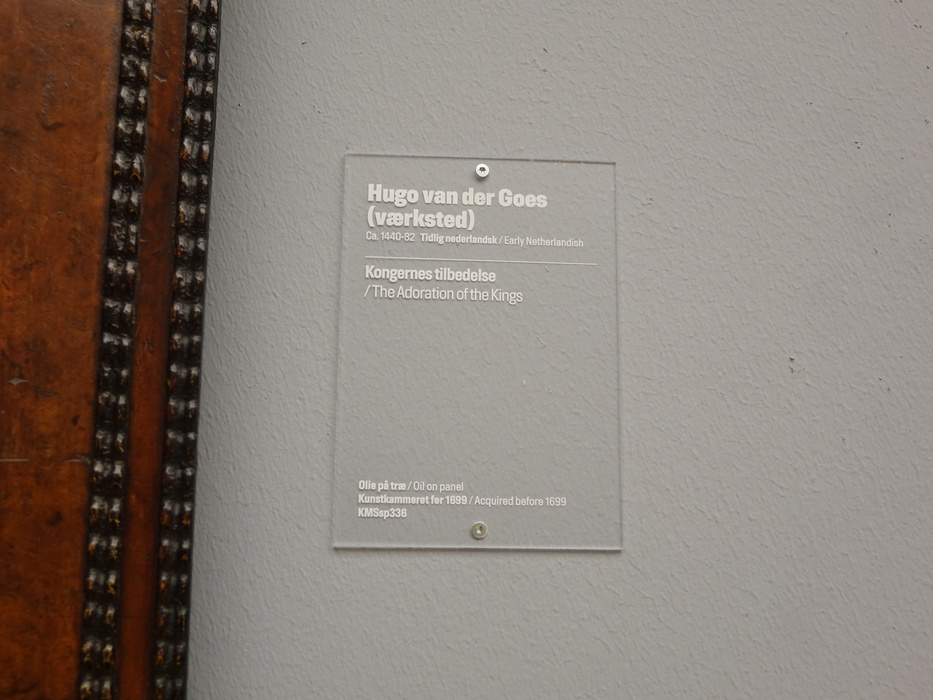 Hugo van der Goes
(værksted)
Ca. 1440-82 Tidlig nederlandsk / Early Netherlandish
Kongernes tilbedelse
/ The Adoration of the Kings
Olie på træ / Oil on panel
Kunstkammeret før 1699 / Acquired before 1699
KMSsp336